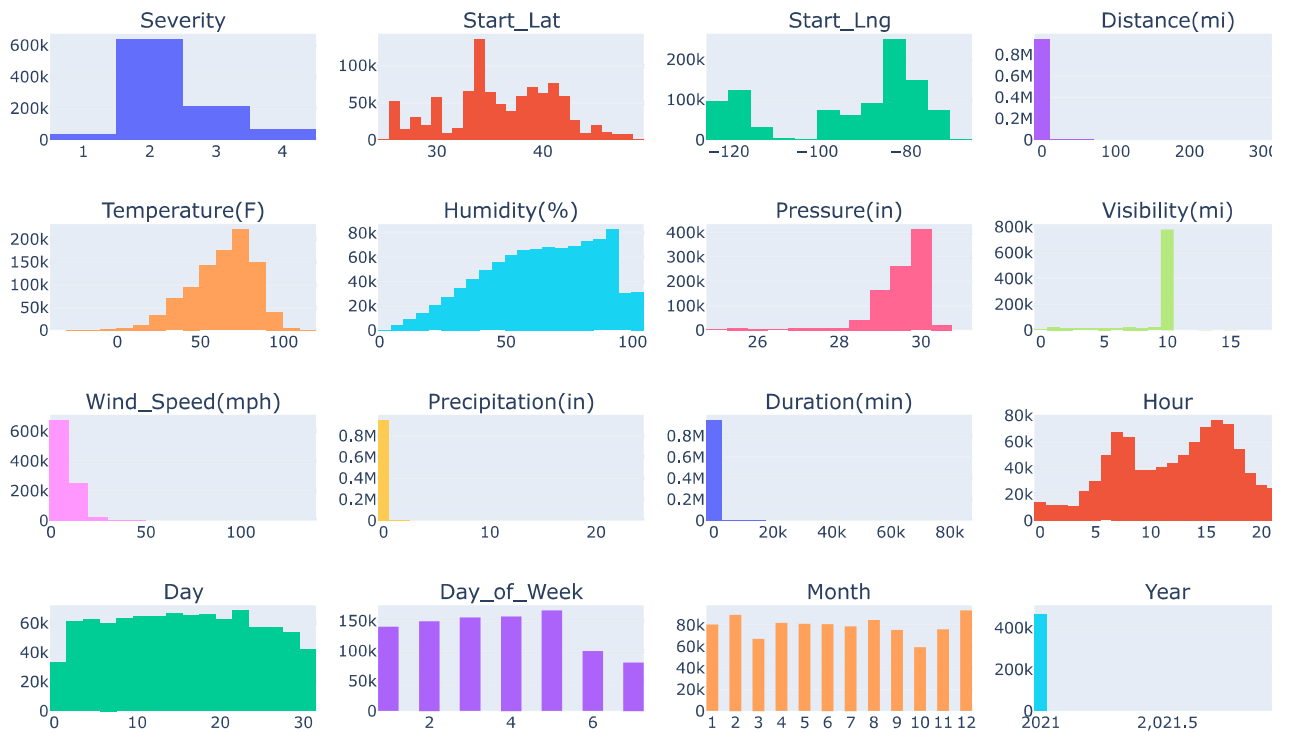 Severity
600k
400k
200k
0
1 2 3 4
Start_Lat
100k
50k
0
30 40
Start_Lng
200k
100k
0
−120 −100 −80
Distance(mi)
0.8M
0.6M
0.4M
0.2M
0
0 100 200 300
Temperature(F)
200k
150k
100k
50k
0
0 50 100
Humidity(%)
80k
60k
40k
20k
0
0 50 100
Pressure(in)
400k
300k
200k
100k
0
26 28 30
Visibility(mi)
800k
600k
400k
200k
0
0 5 10 15
Wind_Speed(mph)
600k
400k
200k
0
0 50 100
Precipitation(in)
0.8M
0.6M
0.4M
0.2M
0
0 10 20
Duration(min)
0.8M
0.6M
0.4M
0.2M
0
0 20k 40k 60k 80k
Hour
80k
60k
40k
20k
0
0 5 10 15 20
Day
60k
40k
20k
0
0 10 20 30
Day_of_Week
150k
100k
50k
0
2 4 6
Month
80k
60k
40k
20k
0
1 2 3 4 5 6 7 8 9 10 11 12
Year
400k
200k
0
2021 2,021.5